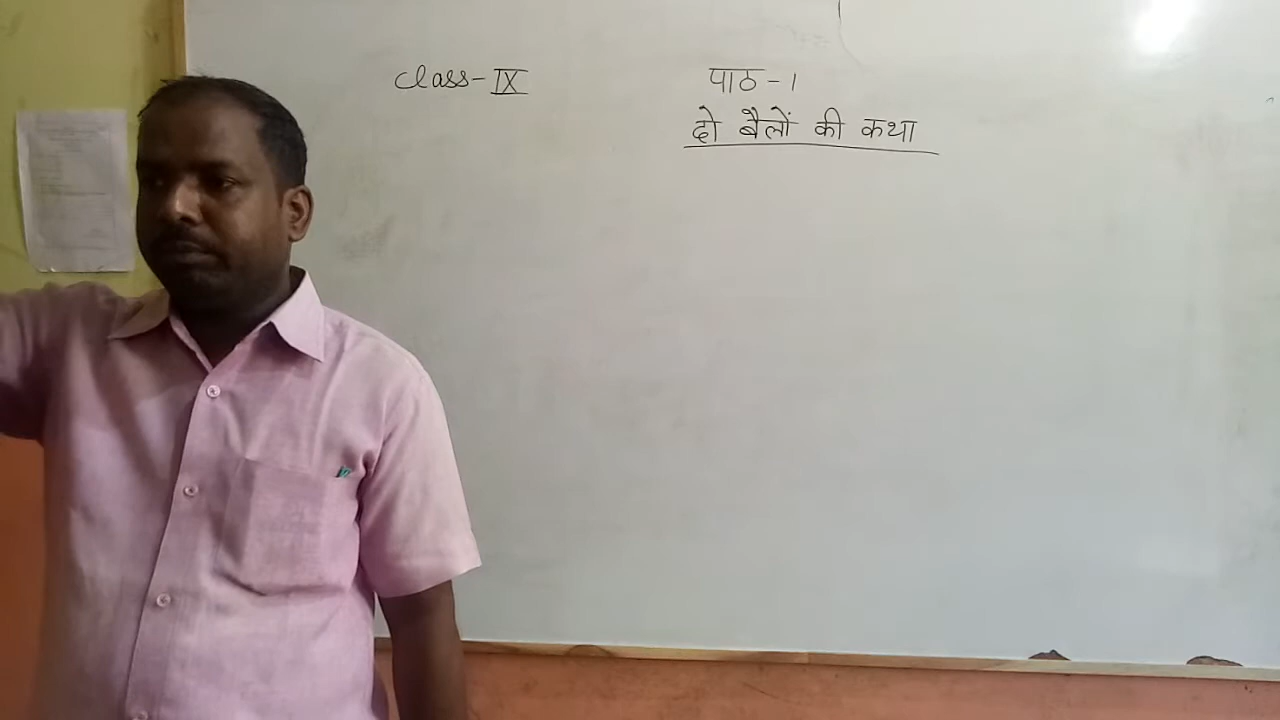 Class-IX
पाठ-1
दो बैलों की कथा